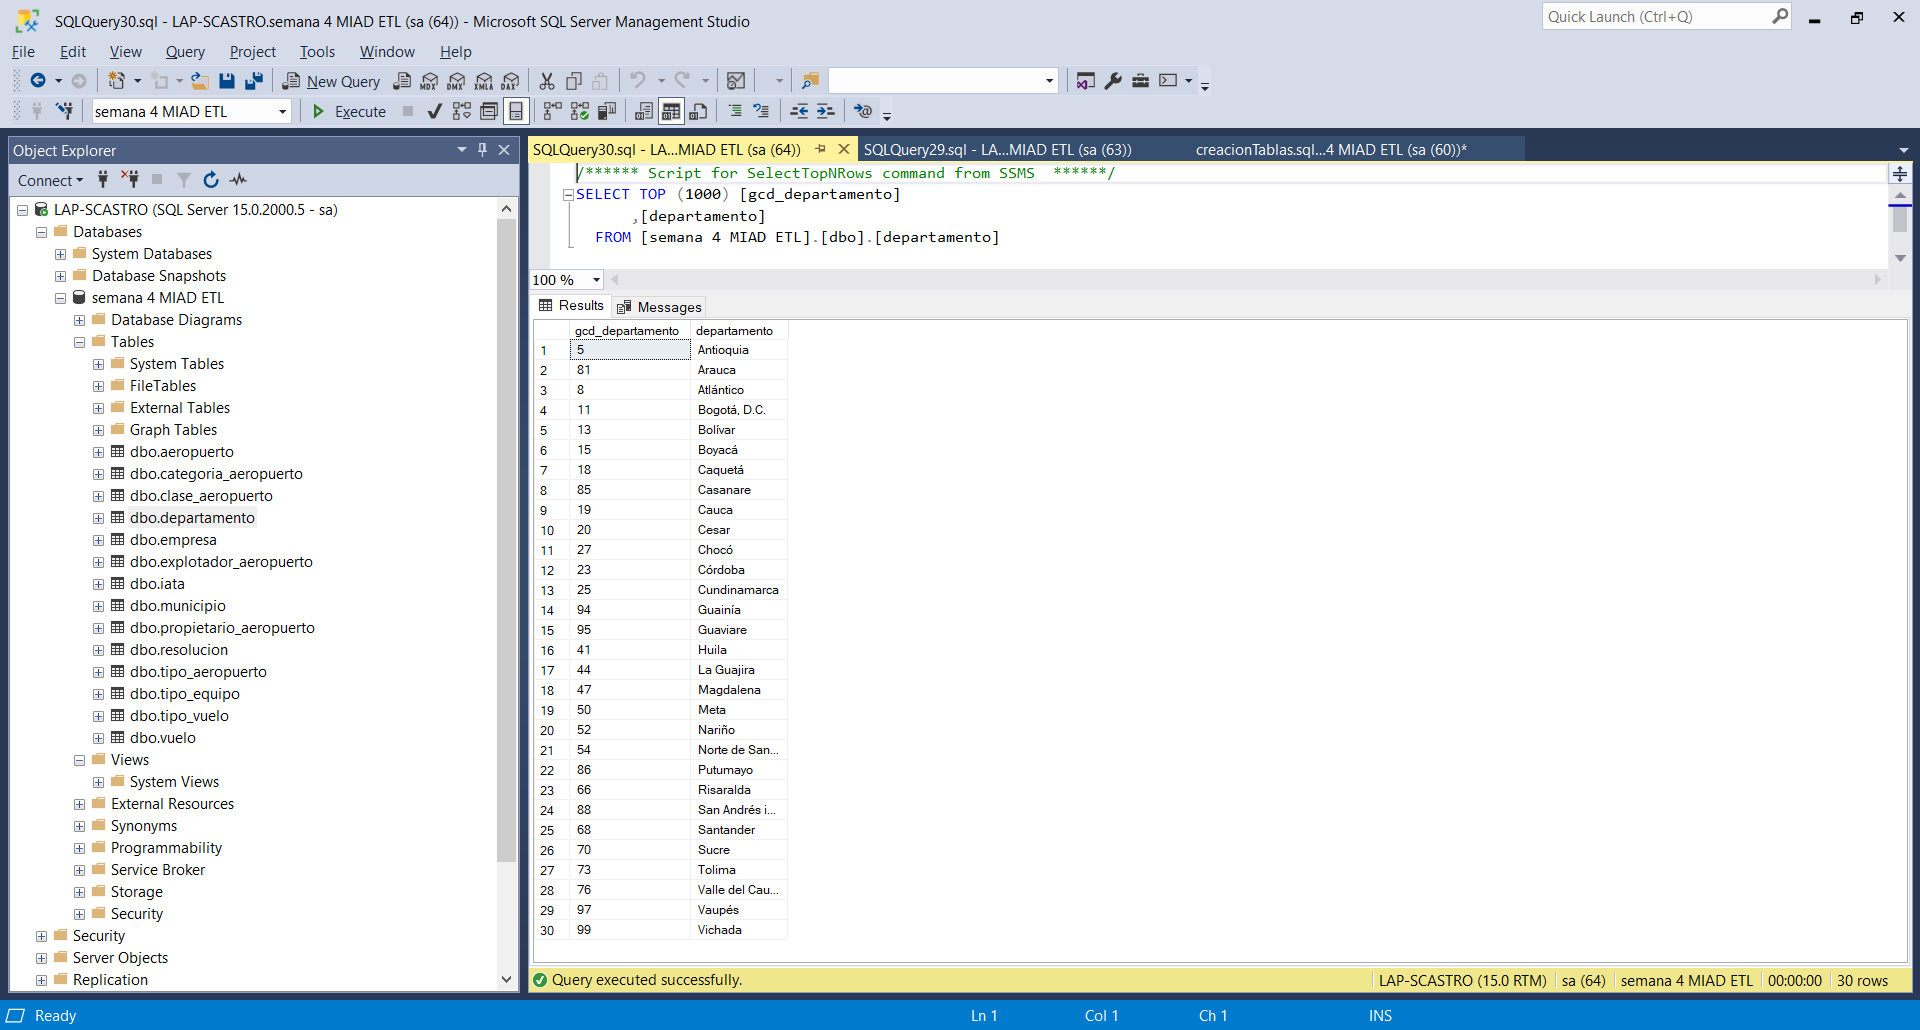 SQLQuery30.sql - LAP-SCASTRO.semana 4 MIAD ETL (sa (64)) - Microsoft SQL Server Management Studio
Quick Launch (Ctrl+Q)
File Edit View Query Project Tools Window Help
New Query MDX DMX XMLA DAX
semana 4 MIAD ETL Execute
Object Explorer
Connect
LAP-SCASTRO (SQL Server 15.0.2000.5 - sa)
Databases
System Databases
Database Snapshots
semana 4 MIAD ETL
Database Diagrams
Tables
System Tables
FileTables
External Tables
Graph Tables
dbo.aeropuerto
dbo.categoria_aeropuerto
dbo.clase_aeropuerto
dbo.departamento
dbo.empresa
dbo.explotador_aeropuerto
dbo.iata
dbo.municipio
dbo.propietario_aeropuerto
dbo.resolucion
dbo.tipo_aeropuerto
dbo.tipo_equipo
dbo.tipo_vuelo
dbo.vuelo
Views
System Views
External Resources
Synonyms
Programmability
Service Broker
Storage
Security
Security
Server Objects
Replication
SQLQuery30.sql - LA...MIAD ETL (sa (64)) SQLQuery29.sql - LA...MIAD ETL (sa (63)) creacionTablas.sql...4 MIAD ETL (sa (60))*
/****** Script for SelectTopNRows command from SSMS  ******/
SELECT TOP (1000) [gcd_departamento]
,[departamento]
FROM [semana 4 MIAD ETL].[dbo].[departamento]
100 %
Results Messages
gcd_departamento departamento
1 5 Antioquia
2 81 Arauca
3 8 Atlántico
4 11 Bogotá, D.C.
5 13 Bolívar
6 15 Boyacá
7 18 Caquetá
8 85 Casanare
9 19 Cauca
10 20 Cesar
11 27 Chocó
12 23 Córdoba
13 25 Cundinamarca
14 94 Guainía
15 95 Guaviare
16 41 Huila
17 44 La Guajira
18 47 Magdalena
19 50 Meta
20 52 Nariño
21 54 Norte de San...
22 86 Putumayo
23 66 Risaralda
24 88 San Andrés i...
25 68 Santander
26 70 Sucre
27 73 Tolima
28 76 Valle del Cau...
29 97 Vaupés
30 99 Vichada
Query executed successfully. LAP-SCASTRO (15.0 RTM) sa (64) semana 4 MIAD ETL 00:00:00 30 rows
Ready Ln 1 Col 1 Ch 1 INS